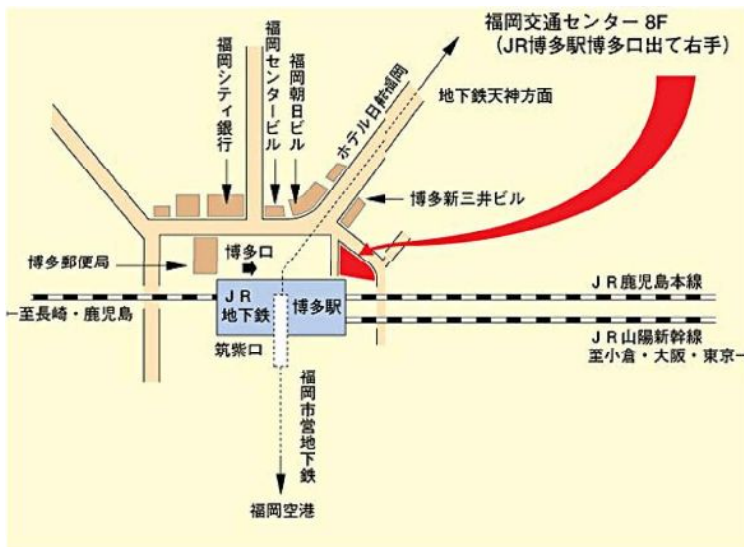 福岡交通センター 8F
（JR博多駅博多口出て右手）
福岡シティ銀行
福岡センタービル
福岡朝日ビル
ホテル日航福岡
地下鉄天神方面
博多新三井ビル
博多郵便局
博多口
JR
地下鉄
博多駅
筑紫口
JR鹿児島本線
至長崎・鹿児島
JR山陽新幹線
至小倉・大阪・東京
福岡市営地下鉄
福岡空港